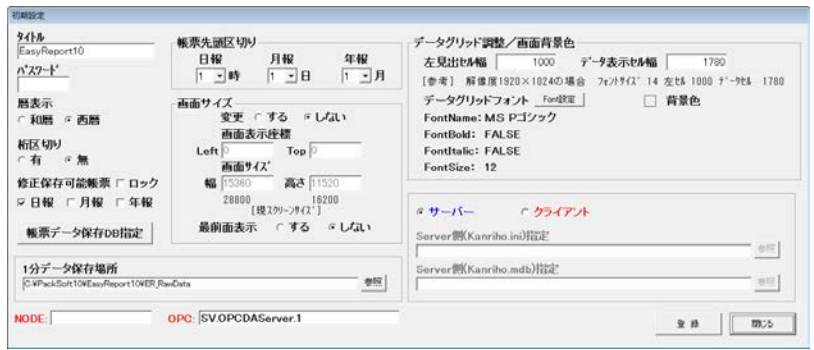 初期設定
ﾀｲﾄﾙ
EasyReport10
ﾊﾟｽﾜｰﾄﾞ
暦表示
和暦 西暦
桁区切り
有 無
修正保存可能帳票 ロック
日報 月報 年報
帳票データ保存DB指定
帳票先頭区切り
日報 月報 年報
1 時 1 日 1 月
画面サイズ
変更 する しない
画面表示座標
Left 0 Top 0
画面ｻｲｽﾞ
幅 15360 高さ 11520
28800 16200
[現ｽｸﾘｰﾝｻｲｽﾞ]
最前面表示 する しない
データグリッド調整／画面背景色
左見出ｾﾙ幅 1000 ﾃﾞｰﾀ表示ｾﾙ幅 1780
[参考] 解像度1920×1024の場合 ﾌｫﾝﾄｻｲｽﾞ 14 左ｾﾙ 1000 ﾃﾞｰﾀｾﾙ 1780
データグリッドフォント Font設定 背景色
FontName: MS Pゴシック
FontBold: FALSE
FontItalic: FALSE
FontSize: 12
サーバー クライアント
Server側(Kanriho.ini)指定
参照
Server側(Kanriho.mdb)指定
参照
1分データ保存場所
C:¥PackSoft10¥EasyReport10¥ER_RawData 参照
NODE: OPC: SV.OPCDAServer.1
登 録 閉じる